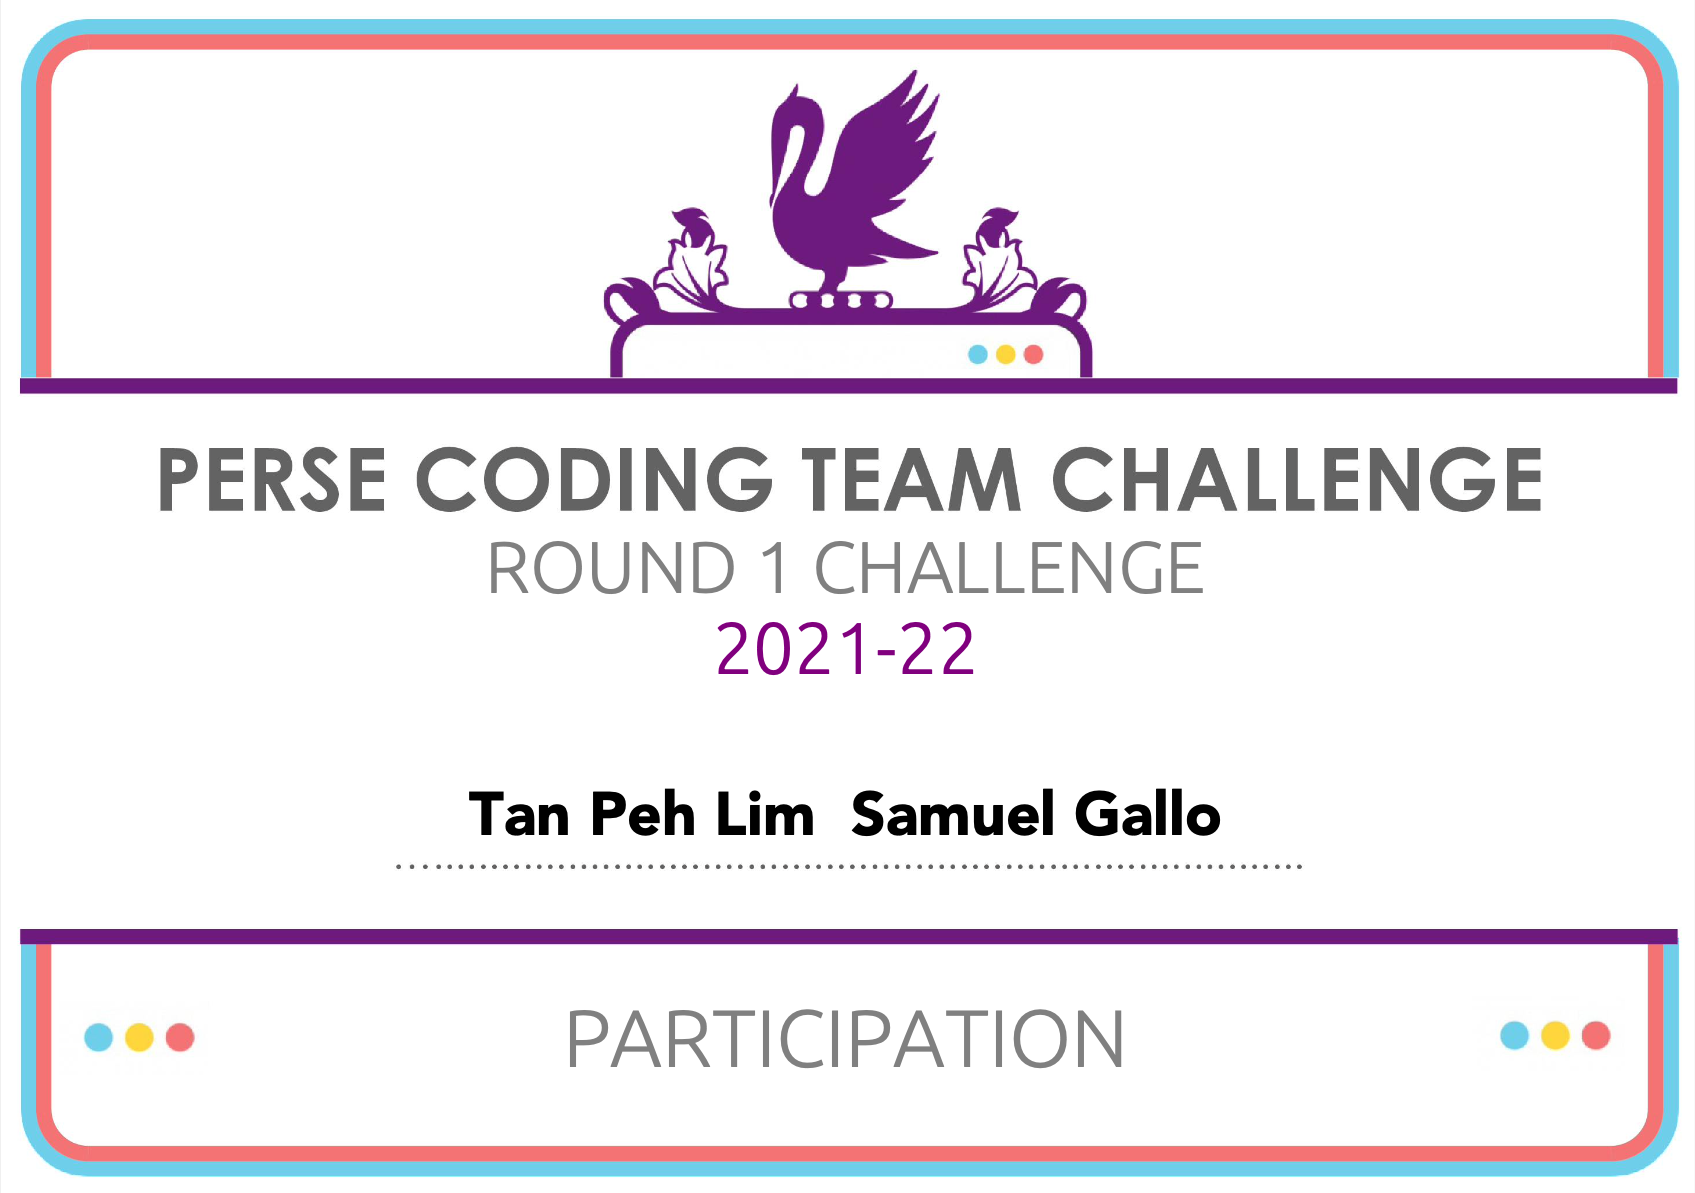 PERSE CODING TEAM CHALLENGE
ROUND 1 CHALLENGE
2021-22
Tan Peh Lim  Samuel Gallo
PARTICIPATION